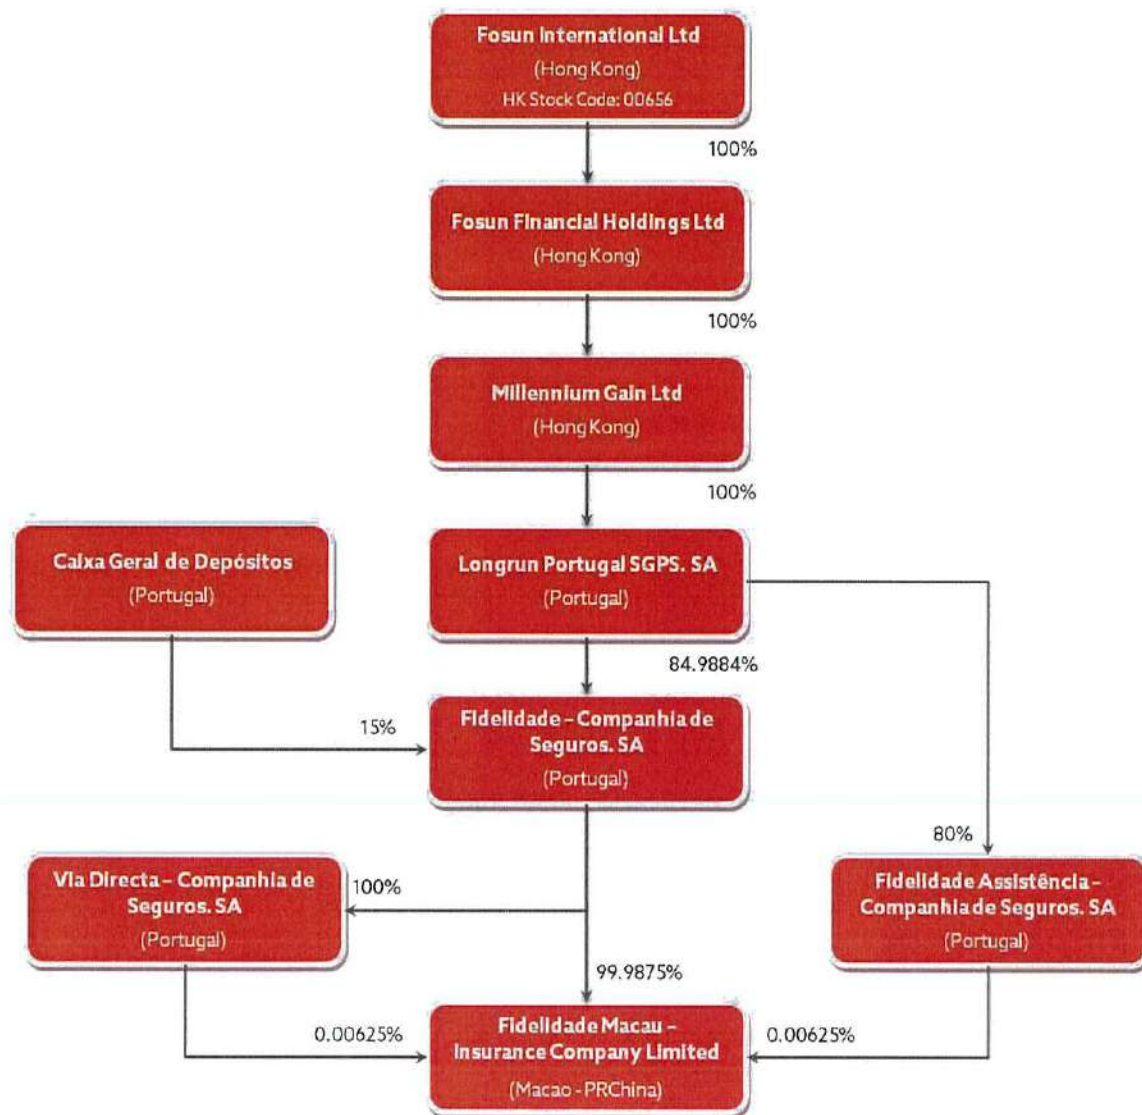 Fosun International Ltd
(Hong Kong)
HK Stock Code: 00656
100%
Fosun Financial Holdings Ltd
(Hong Kong)
100%
Millennium Gain Ltd
(Hong Kong)
100%
Caixa Geral de Depósitos
(Portugal)
Longrun Portugal SGPS. SA
(Portugal)
84.9884%
15%
Fidelidade – Companhia de
Seguros. SA
(Portugal)
80%
Via Directa – Companhia de
Seguros. SA
(Portugal)
100%
Fidelidade Assistência –
Companhia de Seguros. SA
(Portugal)
99.9875%
0.00625%
Fidelidade Macau –
Insurance Company Limited
(Macao - PRChina)
0.00625%